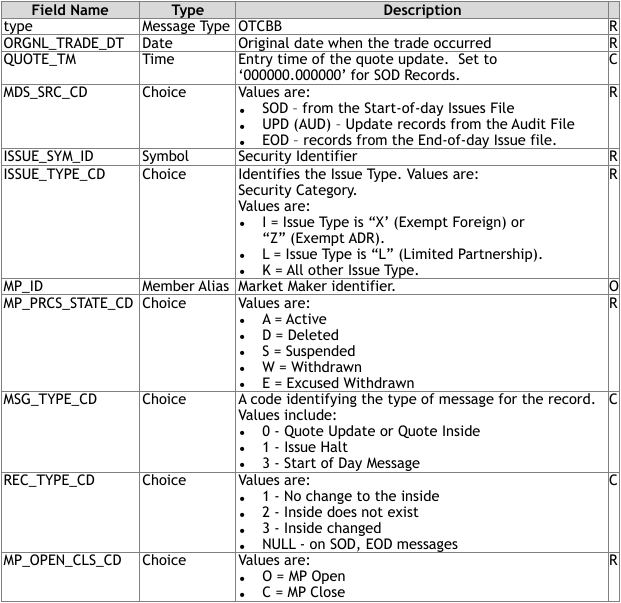 Field Name Type Description
type Message Type OTCBB R
ORGNL_TRADE_DT Date Original date when the trade occurred R
QUOTE_TM Time Entry time of the quote update.  Set to C
‘000000.000000’ for SOD Records.
MDS_SRC_CD Choice Values are: R
• SOD – from the Start-of-day Issues File
• UPD (AUD) – Update records from the Audit File
• EOD – records from the End-of-day Issue file.
ISSUE_SYM_ID Symbol Security Identifier R
ISSUE_TYPE_CD Choice Identifies the Issue Type. Values are: R
Security Category.
Values are:
• I = Issue Type is “X’ (Exempt Foreign) or
“Z” (Exempt ADR).
• L = Issue Type is “L” (Limited Partnership).
• K = All other Issue Type.
MP_ID Member Alias Market Maker identifier. O
MP_PRCS_STATE_CD Choice Values are: R
• A = Active
• D = Deleted
• S = Suspended
• W = Withdrawn
• E = Excused Withdrawn
MSG_TYPE_CD Choice A code identifying the type of message for the record. C
Values include:
• 0 - Quote Update or Quote Inside
• 1 - Issue Halt
• 3 - Start of Day Message
REC_TYPE_CD Choice Values are: C
• 1 - No change to the inside
• 2 - Inside does not exist
• 3 - Inside changed
• NULL - on SOD, EOD messages
MP_OPEN_CLS_CD Choice Values are: R
• O = MP Open
• C = MP Close